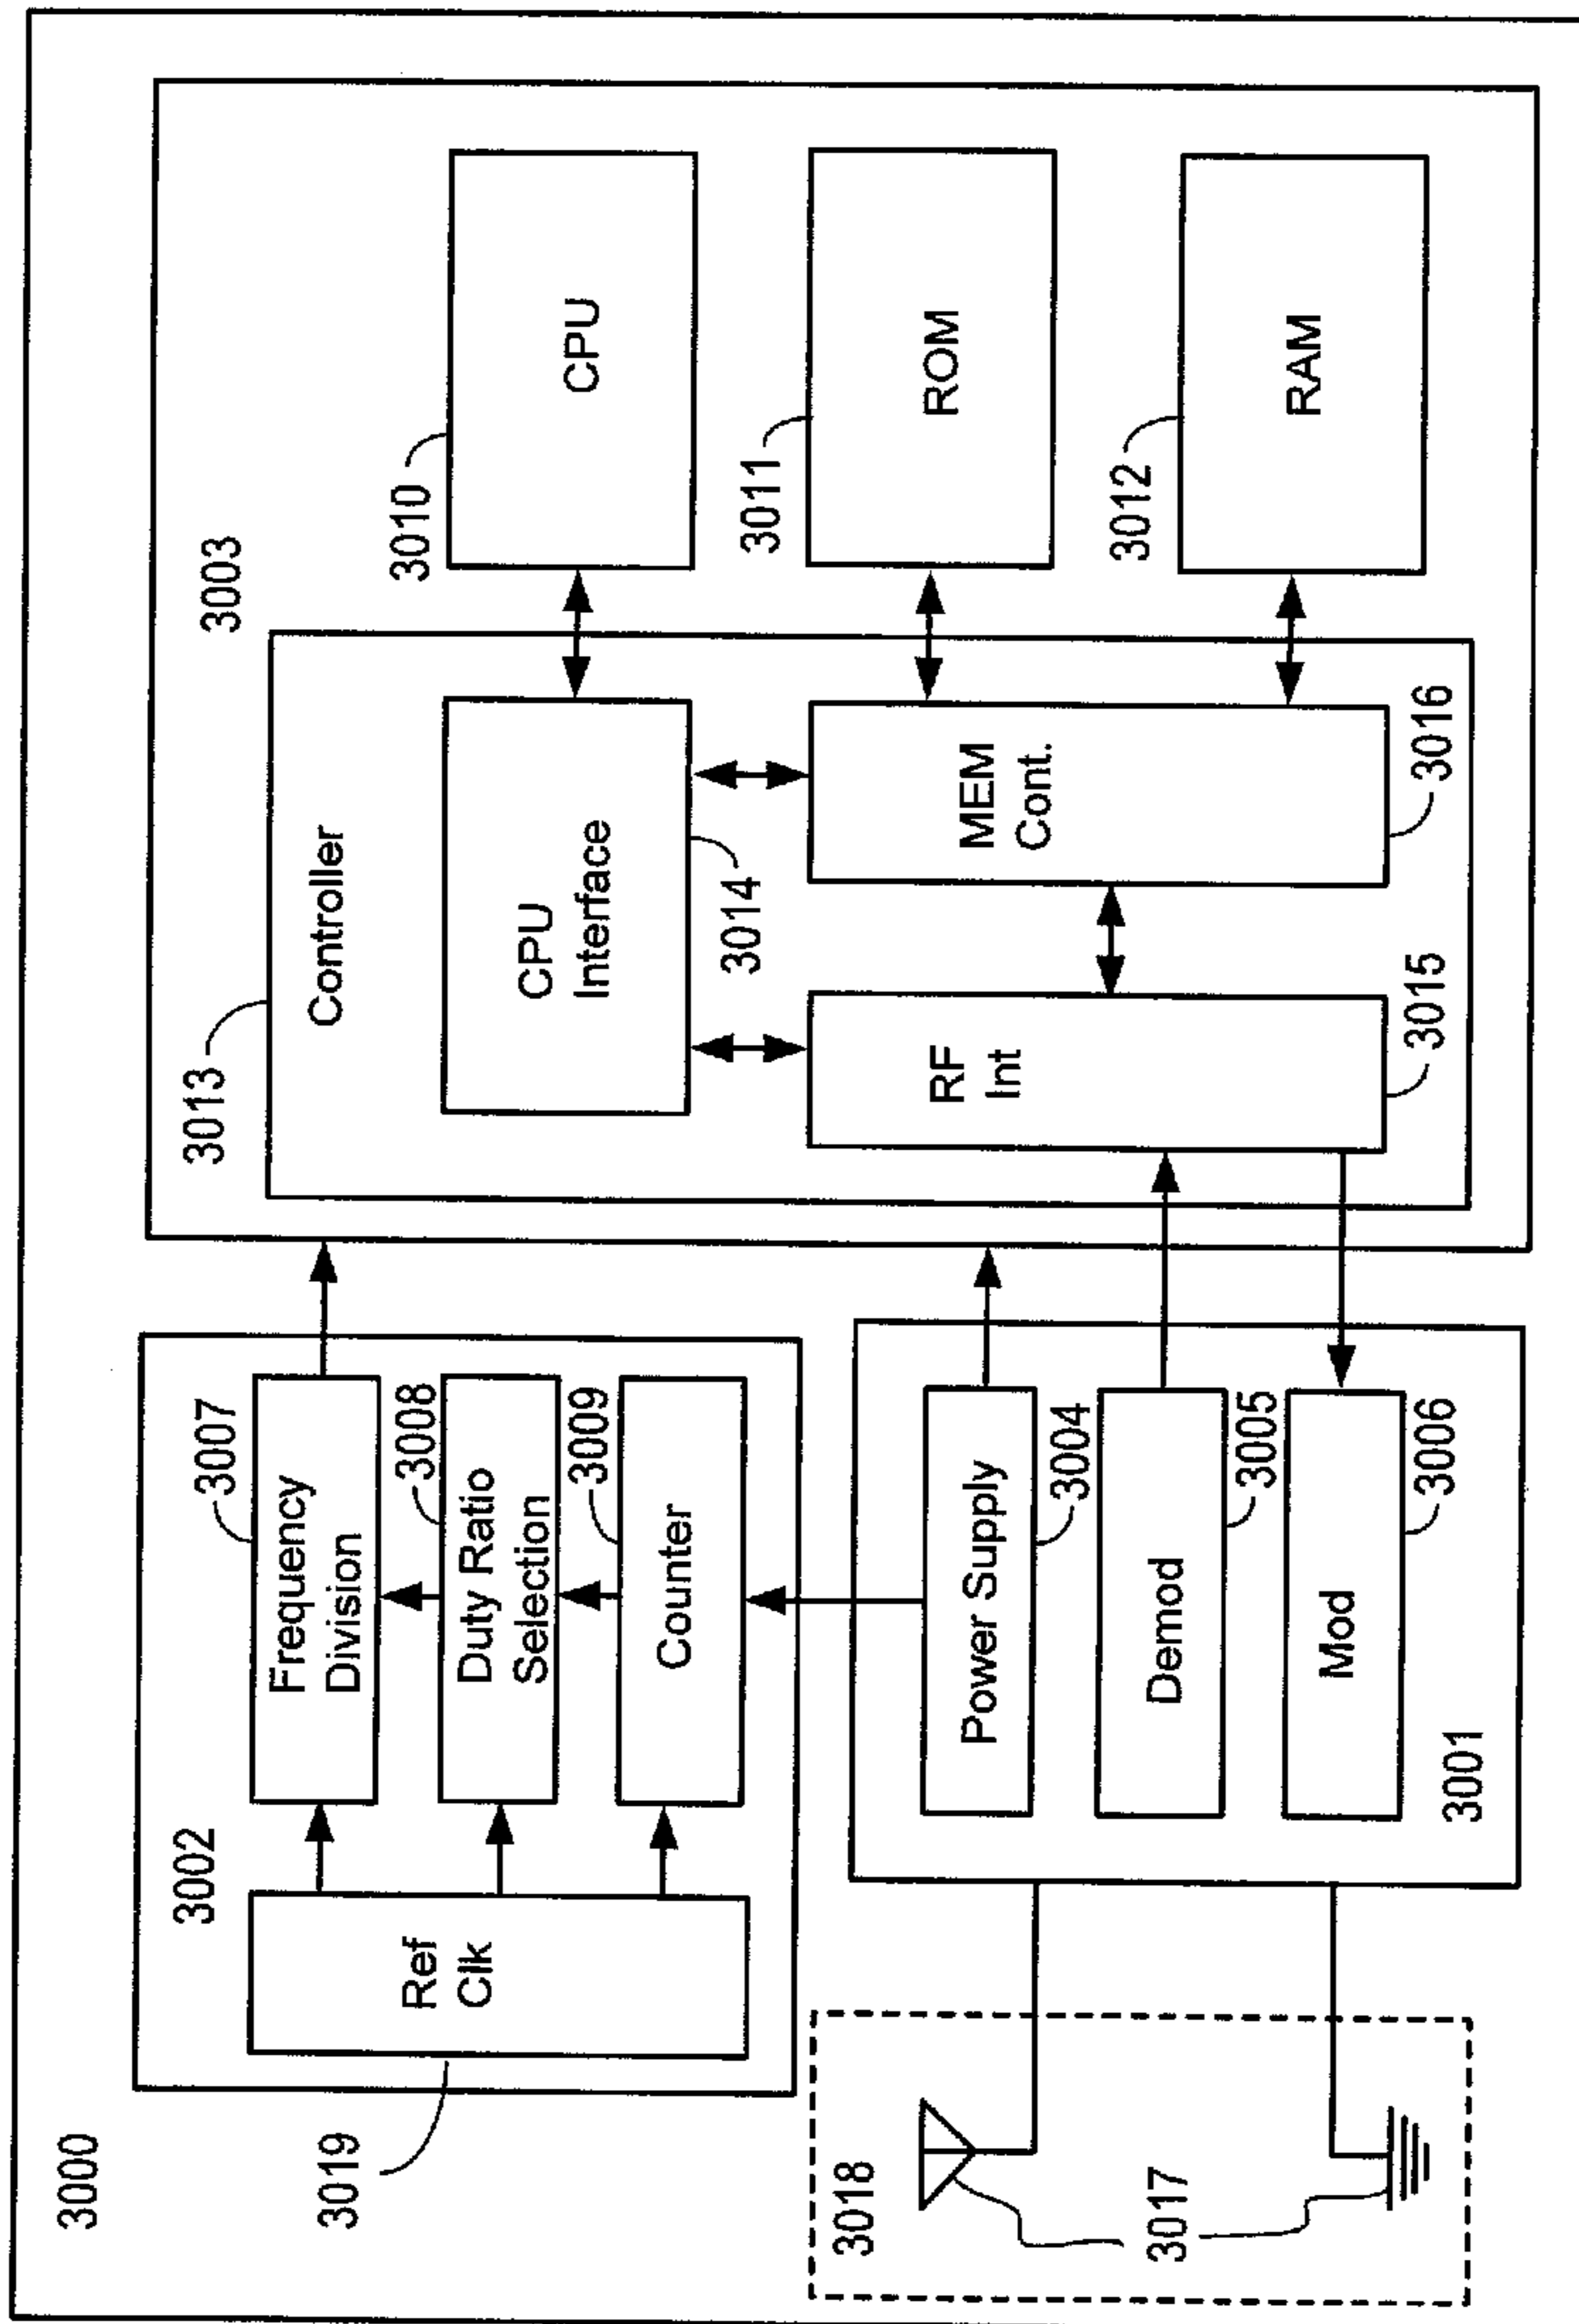 3000
3019
Ref
Clk
3002
Frequency
Division
3007
Duty Ratio
Selection
3008
Counter
3009
3018
3017
Power Supply
3004
Demod
3005
Mod
3006
3001
3003
3013
Controller
CPU
Interface
3014
RF
Int
3015
MEM
Cont.
3016
3010
CPU
3011
ROM
3012
RAM